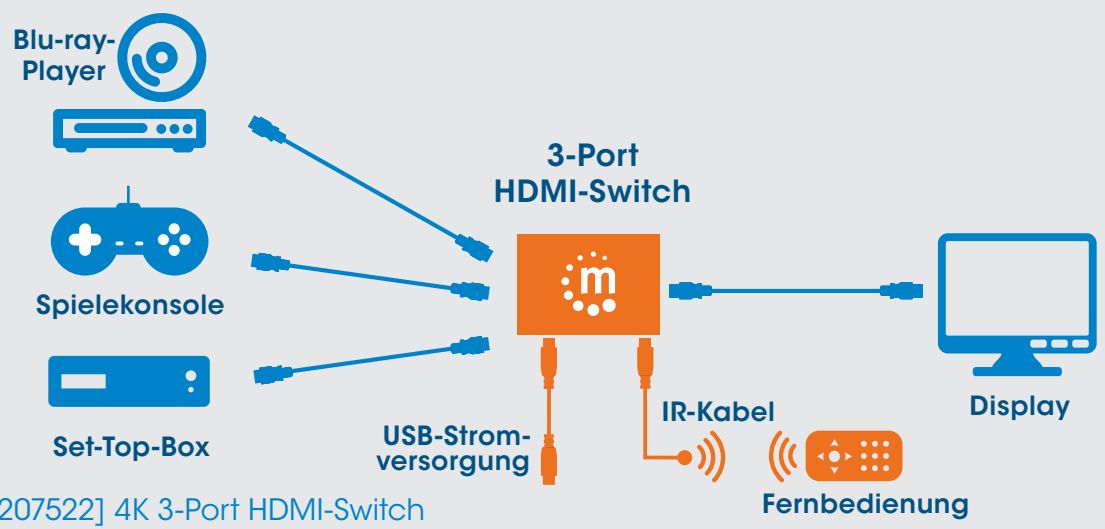 Blu-ray-
Player
3-Port
HDMI-Switch
m
Spielekonsole
Set-Top-Box
USB-Strom-
versorgung
IR-Kabel
Display
Fernbedienung
207522] 4K 3-Port HDMI-Switch